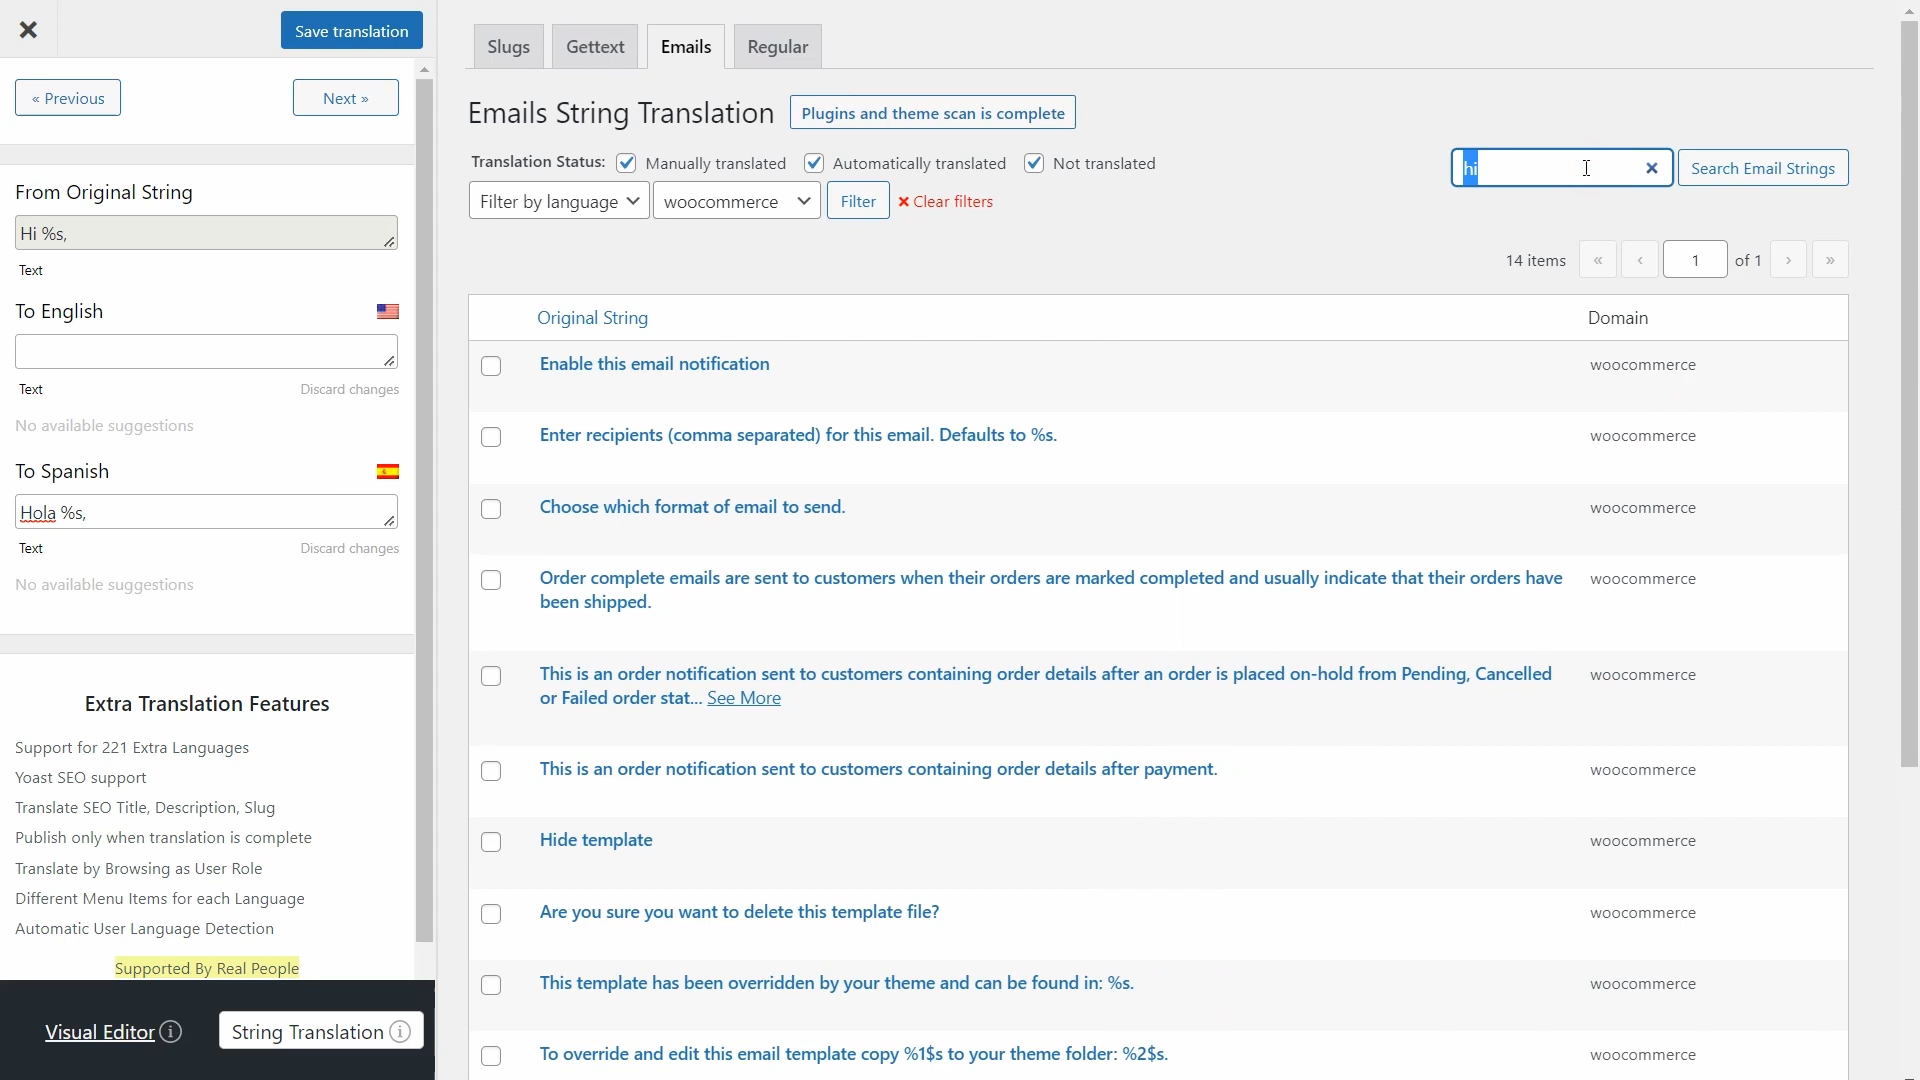 Save translation
« Previous
Next »
From Original String
Hi %s,
Text
To English
Text
Discard changes
No available suggestions
To Spanish
Hola %s,
Text
Discard changes
No available suggestions
Extra Translation Features
Support for 221 Extra Languages
Yoast SEO support
Translate SEO Title, Description, Slug
Publish only when translation is complete
Translate by Browsing as User Role
Different Menu Items for each Language
Automatic User Language Detection
Supported By Real People
Visual Editor
String Translation
Slugs
Gettext
Emails
Regular
Emails String Translation
Plugins and theme scan is complete
Translation Status:
Manually translated
Automatically translated
Not translated
hi
Search Email Strings
Filter by language
woocommerce
Filter
× Clear filters
14 items
«
‹
1
of 1
›
»
Original String
Domain
Enable this email notification
woocommerce
Enter recipients (comma separated) for this email. Defaults to %s.
woocommerce
Choose which format of email to send.
woocommerce
Order complete emails are sent to customers when their orders are marked completed and usually indicate that their orders have
been shipped.
woocommerce
This is an order notification sent to customers containing order details after an order is placed on-hold from Pending, Cancelled
or Failed order stat... See More
woocommerce
This is an order notification sent to customers containing order details after payment.
woocommerce
Hide template
woocommerce
Are you sure you want to delete this template file?
woocommerce
This template has been overridden by your theme and can be found in: %s.
woocommerce
To override and edit this email template copy %1$s to your theme folder: %2$s.
woocommerce